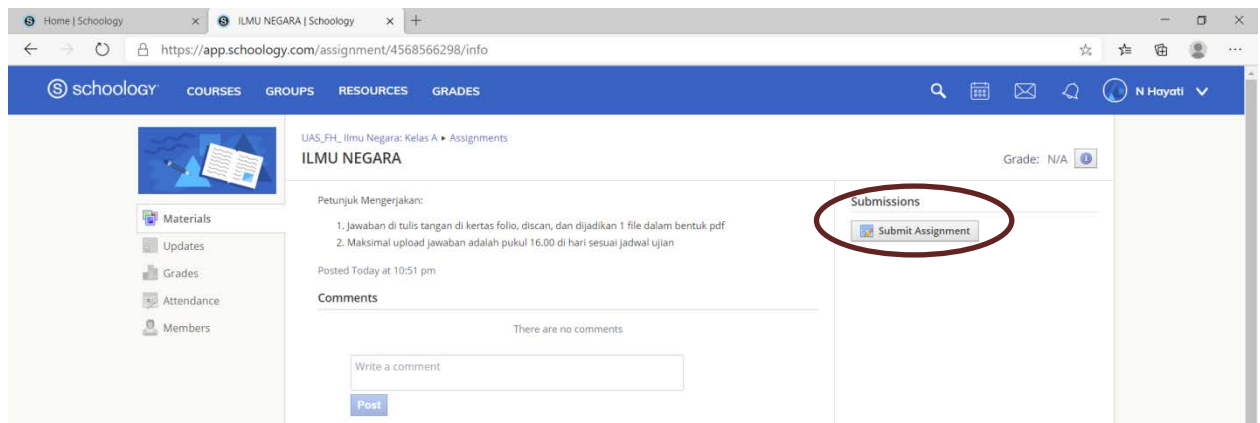 Home | Schoology
ILMU NEGARA | Schoology
https://app.schoology.com/assignment/4568566298/info
S schoology
COURSES
GROUPS
RESOURCES
GRADES
N Hayati
UAS_FH_ Ilmu Negara: Kelas A ▸ Assignments
ILMU NEGARA
Grade: N/A
Petunjuk Mengerjakan:
1. Jawaban di tulis tangan di kertas folio, discan, dan dijadikan 1 file dalam bentuk pdf
2. Maksimal upload jawaban adalah pukul 16.00 di hari sesuai jadwal ujian
Posted Today at 10:51 pm
Comments
There are no comments
Write a comment
Post
Submissions
Submit Assignment
Materials
Updates
Grades
Attendance
Members